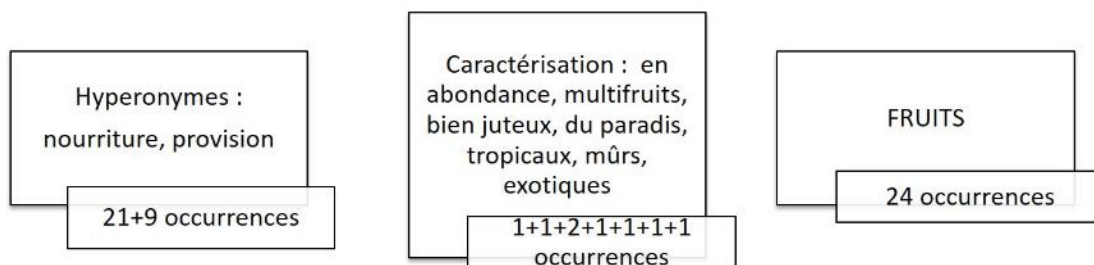 Hyperonymes :
nourriture, provision
21+9 occurrences
Caractérisation : en
abondance, multifruits,
bien juteux, du paradis,
tropicaux, mûrs,
exotiques
1+1+2+1+1+1+1
occurrences
FRUITS
24 occurrences